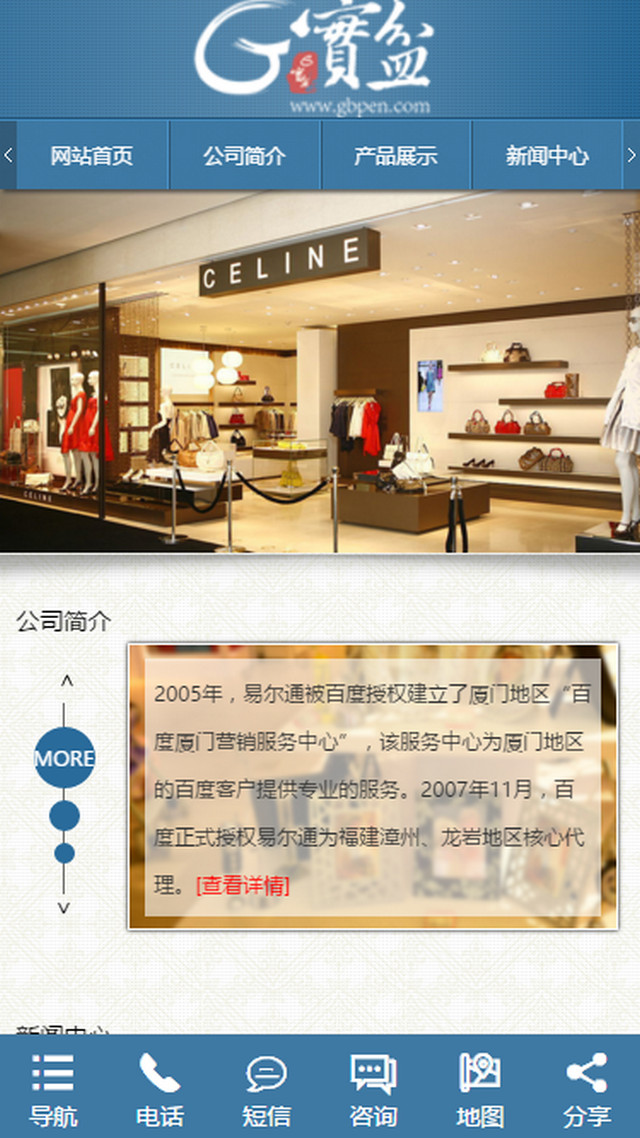 G 實盆
www.gbpen.com
网站首页 公司简介 产品展示 新闻中心
CELINE
CELINE
公司简介
MORE
2005年，易尔通被百度授权建立了厦门地区“百
度厦门营销服务中心”，该服务中心为厦门地区
的百度客户提供专业的服务。2007年11月，百
度正式授权易尔通为福建漳州、龙岩地区核心代
理。[查看详情]
新闻中心
导航 电话 短信 咨询 地图 分享